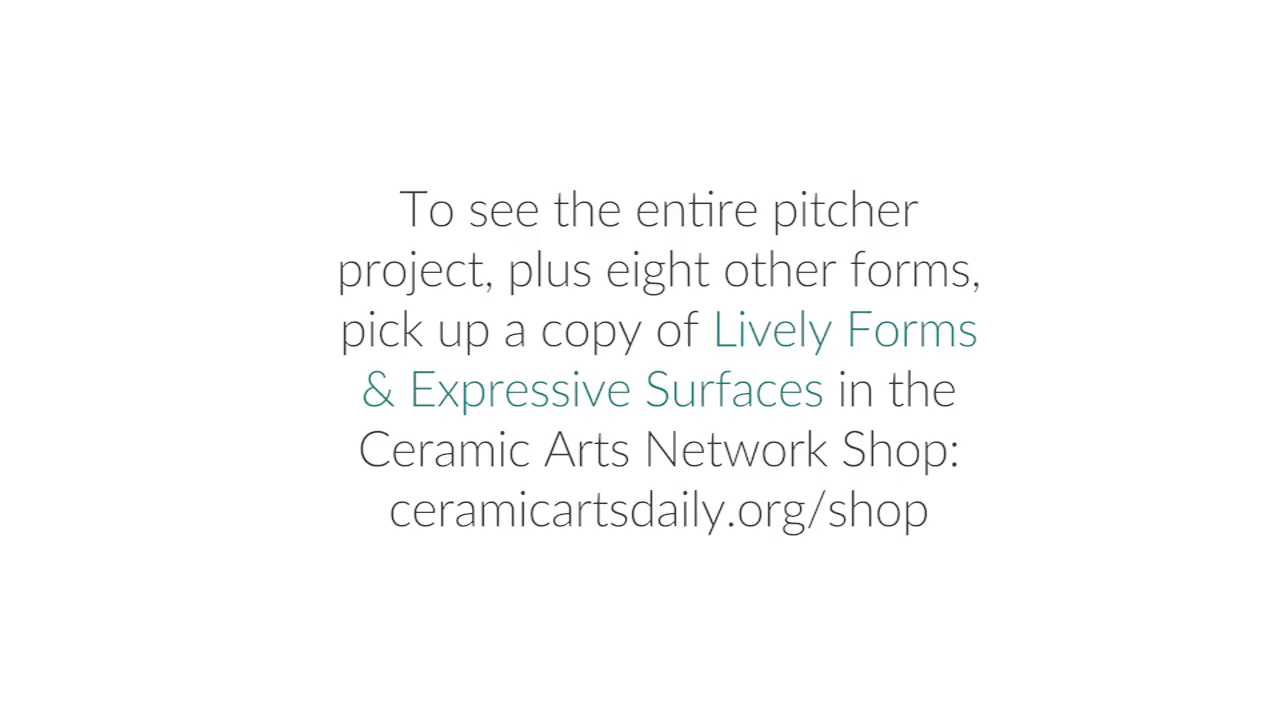 To see the entire pitcher
project, plus eight other forms,
pick up a copy of Lively Forms
& Expressive Surfaces in the
Ceramic Arts Network Shop:
ceramicartsdaily.org/shop